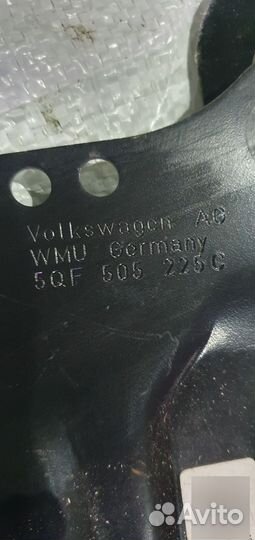 Volkswagen AG
WMU Germany
5QF 505 225C
Avito